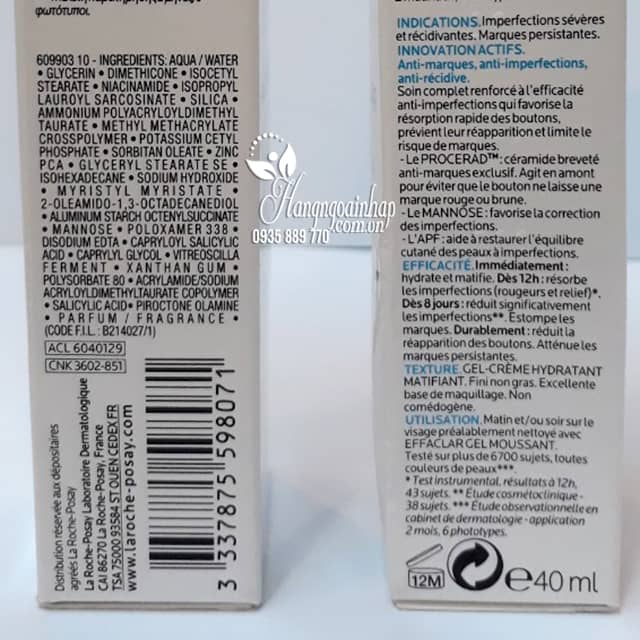 φωτότυποι.
609903 10 - INGREDIENTS: AQUA / WATER
• GLYCERIN • DIMETHICONE • ISOCETYL
STEARATE • NIACINAMIDE • ISOPROPYL
LAUROYL SARCOSINATE • SILICA •
AMMONIUM POLYACRYLOYLDIMETHYL
TAURATE • METHYL METHACRYLATE
CROSSPOLYMER • POTASSIUM CETYL
PHOSPHATE • SORBITAN OLEATE • ZINC
PCA • GLYCERYL STEARATE SE •
ISOHEXADECANE • SODIUM HYDROXIDE
• MYRISTYL MYRISTATE •
2-OLEAMIDO-1,3-OCTADECANEDIOL
• ALUMINUM STARCH OCTENYLSUCCINATE
• MANNOSE • POLOXAMER 338 •
DISODIUM EDTA • CAPRYLOYL SALICYLIC
ACID • CAPRYLYL GLYCOL • VITREOSCILLA
FERMENT • XANTHAN GUM •
POLYSORBATE 80 • ACRYLAMIDE/SODIUM
ACRYLOYLDIMETHYLTAURATE COPOLYMER
• SALICYLIC ACID • PIROCTONE OLAMINE
• PARFUM / FRAGRANCE •
(CODE F.I.L. : B214027/1)
ACL 6040129
CNK 3602-851
Distribution réservée aux dépositaires
agréés La Roche-Posay
La Roche-Posay Laboratoire Dermatologique
CAI 86270 La Roche-Posay, France
TSA 75000 93584 ST OUEN CEDEX FR
www.laroche-posay.com
3 337875 598071
Hangngoainhap
.com.vn
0935 889 770
INDICATIONS. Imperfections sévères
et récidivantes. Marques persistantes.
INNOVATION ACTIFS.
Anti-marques, anti-imperfections,
anti-récidive.
Soin complet renforcé à l'efficacité
anti-imperfections qui favorise la
résorption rapide des boutons,
prévient leur réapparition et limite le
risque de marques.
- Le PROCERAD™ : céramide breveté
anti-marques exclusif. Agit en amont
pour éviter que le bouton ne laisse une
marque rouge ou brune.
- Le MANNOSE : favorise la correction
des imperfections.
- L'APF : aide à restaurer l'équilibre
cutané des peaux à imperfections.
EFFICACITÉ. Immédiatement :
hydrate et matifie. Dès 12h : résorbe
les imperfections (rougeurs et relief)*.
Dès 8 jours : réduit significativement
les imperfections**. Estompe les
marques. Durablement : réduit la
réapparition des boutons. Atténue les
marques persistantes.
TEXTURE. GEL-CRÈME HYDRATANT
MATIFIANT. Fini non gras. Excellente
base de maquillage. Non
comédogène.
UTILISATION. Matin et/ou soir sur le
visage préalablement nettoyé avec
EFFACLAR GEL MOUSSANT.
Testé sur plus de 6700 sujets, toutes
couleurs de peaux***.
* Test instrumental, résultats à 12h,
43 sujets. ** Étude cosmétoclinique -
38 sujets. *** Étude observationnelle en
cabinet de dermatologie - application
2 mois, 6 phototypes.
12M
℮ 40 ml